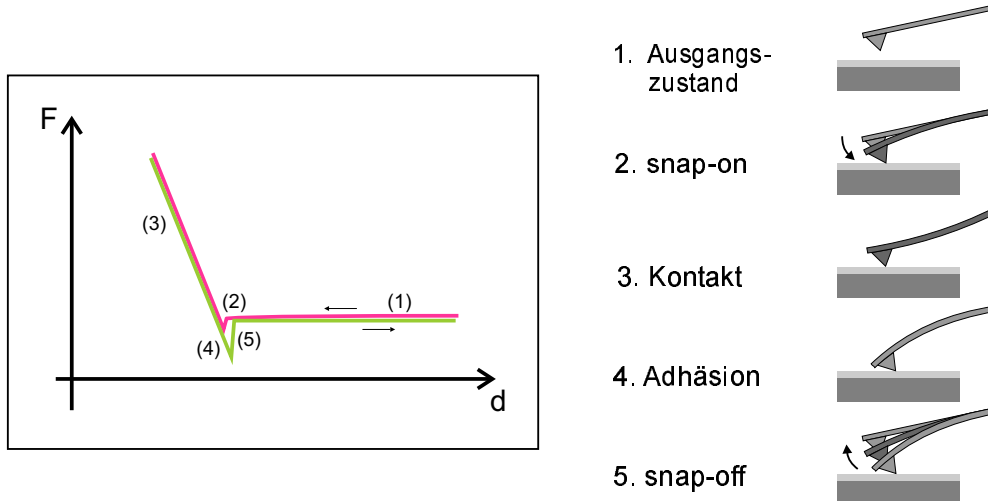 F
(3)
(2)
(1)
(4)
(5)
d
1. Ausgangs-
zustand
2. snap-on
3. Kontakt
4. Adhäsion
5. snap-off